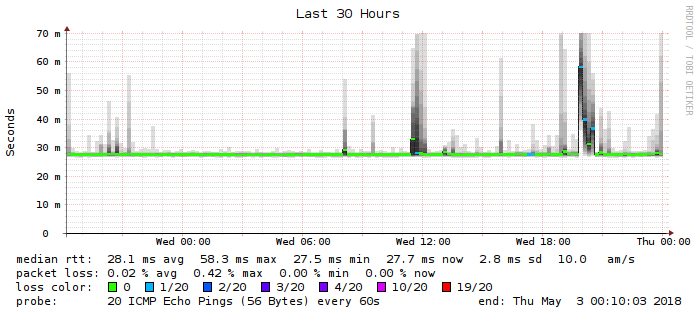 Last 30 Hours
RRDTOOL / TOBI OETIKER
Seconds
70 m
60 m
50 m
40 m
30 m
20 m
10 m
0
Wed 00:00 Wed 06:00 Wed 12:00 Wed 18:00 Thu 00:00
median rtt: 28.1 ms avg 58.3 ms max 27.5 ms min 27.7 ms now 2.8 ms sd 10.0 am/s
packet loss: 0.02 % avg 0.42 % max 0.00 % min 0.00 % now
loss color: 0 1/20 2/20 3/20 4/20 10/20 19/20
probe: 20 ICMP Echo Pings (56 Bytes) every 60s end: Thu May 3 00:10:03 2018